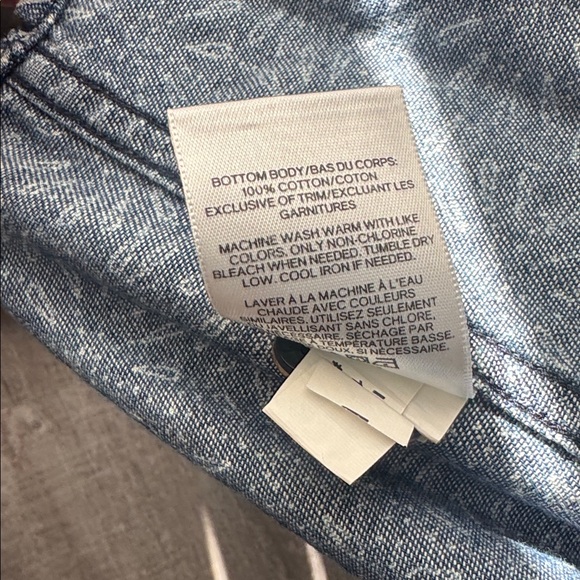 BOTTOM BODY/BAS DU CORPS:
100% COTTON/COTON
EXCLUSIVE OF TRIM/EXCLUANT LES
GARNITURES
MACHINE WASH WARM WITH LIKE
COLORS. ONLY NON-CHLORINE
BLEACH WHEN NEEDED. TUMBLE DRY
LOW. COOL IRON IF NEEDED.
LAVER À LA MACHINE À L'EAU
CHAUDE AVEC COULEURS
SIMILAIRES. UTILISEZ SEULEMENT
JAVELLISANT SANS CHLORE,
NÉCESSAIRE. SÉCHAGE PAR
TEMPÉRATURE BASSE.
SI NÉCESSAIRE.